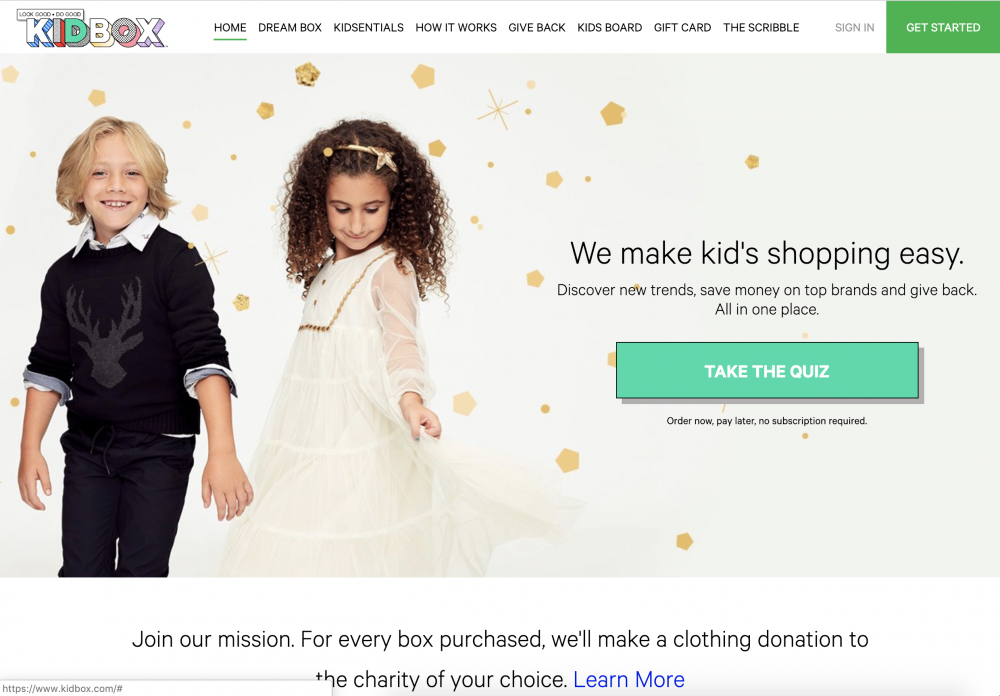 LOOK GOOD • DO GOOD
KIDBOX
HOME DREAM BOX KIDSENTIALS HOW IT WORKS GIVE BACK KIDS BOARD GIFT CARD THE SCRIBBLE SIGN IN GET STARTED
We make kid's shopping easy.
Discover new trends, save money on top brands and give back.
All in one place.
TAKE THE QUIZ
Order now, pay later, no subscription required.
Join our mission. For every box purchased, we'll make a clothing donation to
the charity of your choice. Learn More
https://www.kidbox.com/#